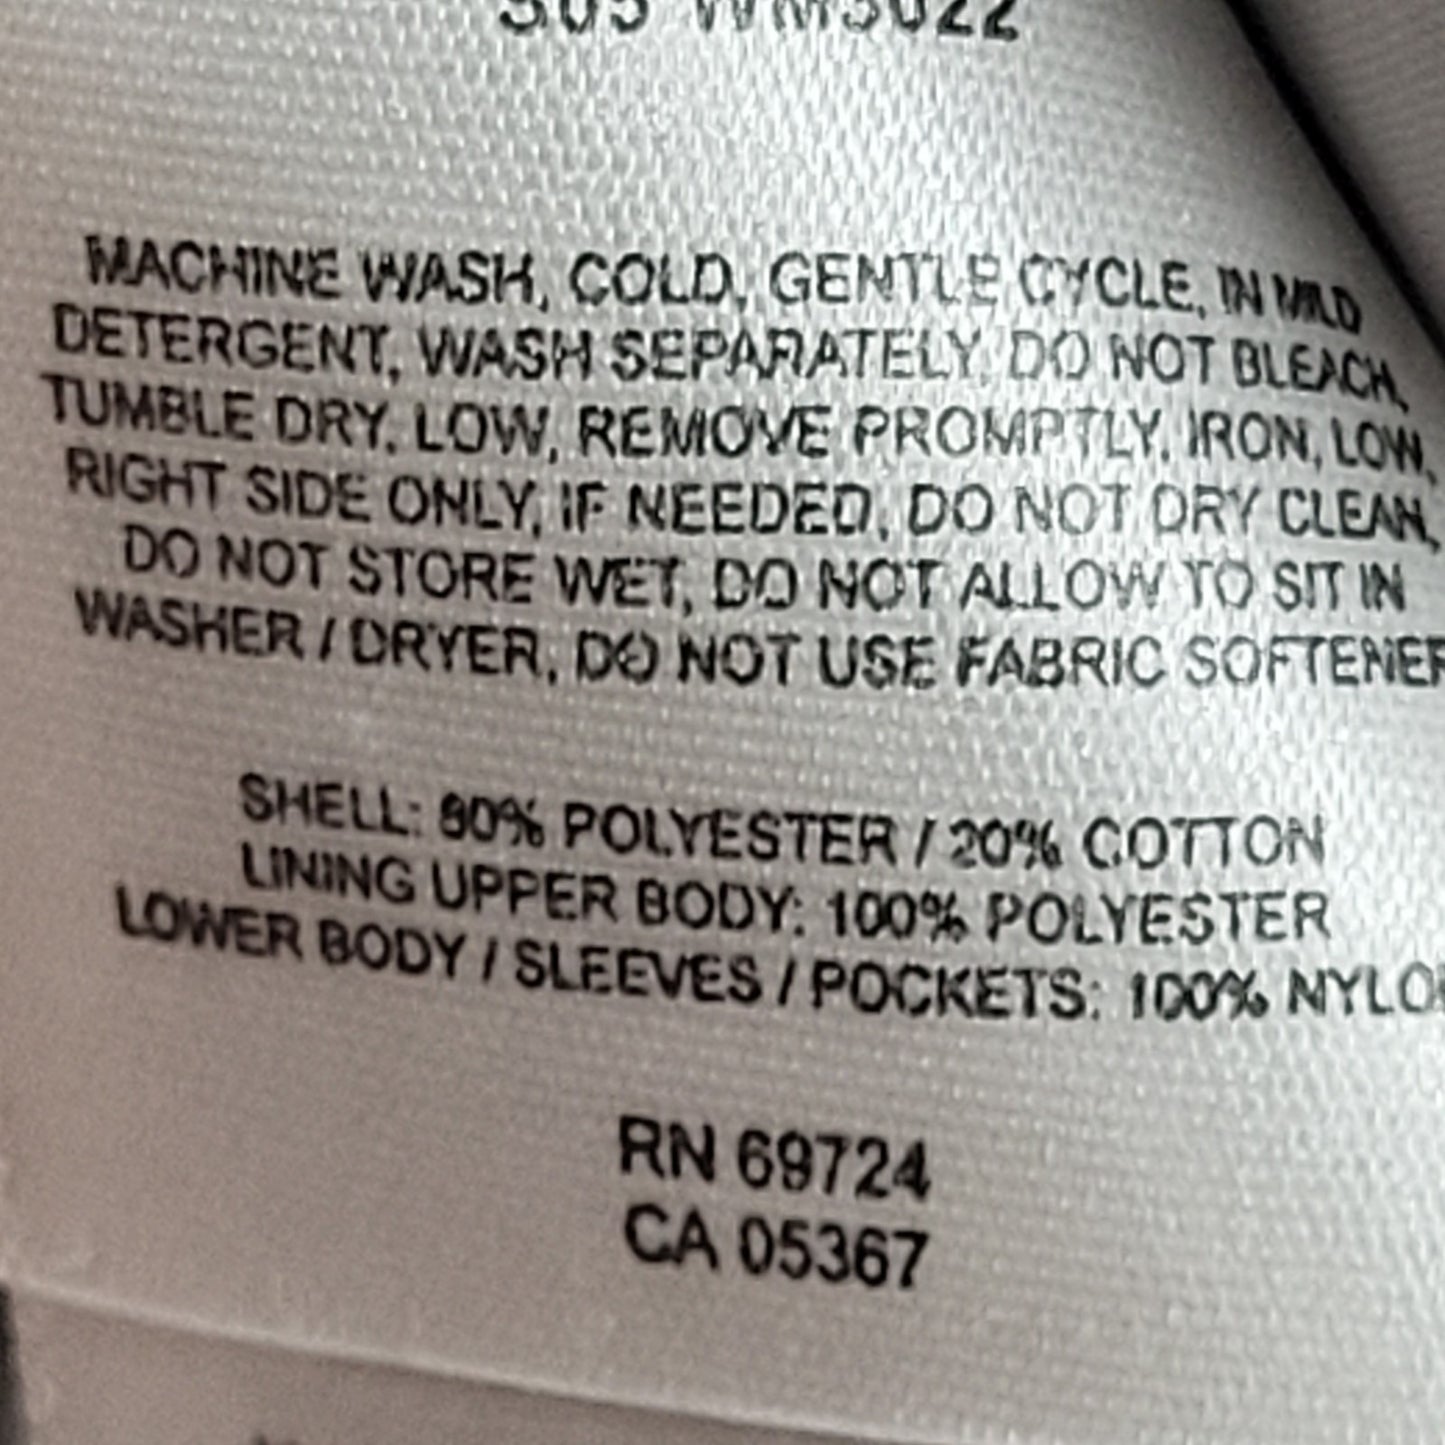 MACHINE WASH, COLD, GENTLE CYCLE, IN MILD
DETERGENT, WASH SEPARATELY, DO NOT BLEACH,
TUMBLE DRY, LOW, REMOVE PROMPTLY, IRON, LOW,
RIGHT SIDE ONLY, IF NEEDED, DO NOT DRY CLEAN,
DO NOT STORE WET, DO NOT ALLOW TO SIT IN
WASHER / DRYER, DO NOT USE FABRIC SOFTENER
SHELL: 80% POLYESTER / 20% COTTON
LINING UPPER BODY: 100% POLYESTER
LOWER BODY / SLEEVES / POCKETS: 100% NYLO
RN 69724
CA 05367